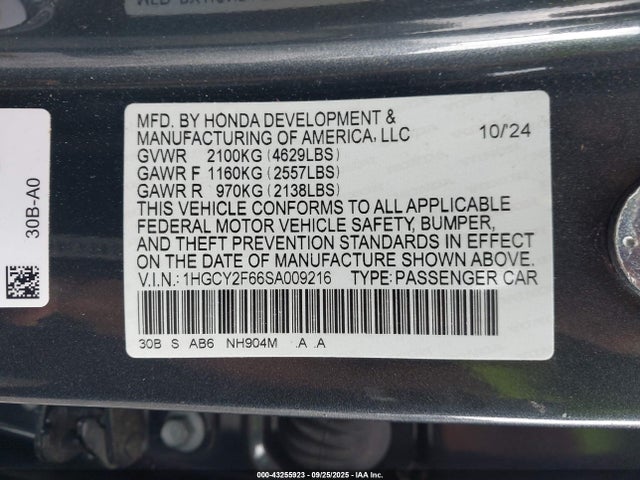 MFD. BY HONDA DEVELOPMENT &
MANUFACTURING OF AMERICA, LLC 10/'24
GVWR 2100KG (4629LBS)
GAWR F 1160KG (2557LBS)
GAWR R 970KG (2138LBS)
THIS VEHICLE CONFORMS TO ALL APPLICABLE
FEDERAL MOTOR VEHICLE SAFETY, BUMPER,
AND THEFT PREVENTION STANDARDS IN EFFECT
ON THE DATE OF MANUFACTURE SHOWN ABOVE.
V.I.N.: 1HGCY2F66SA009216 TYPE: PASSENGER CAR
30B S AB6 NH904M .A .A
30B-A0
000-43255923 | 09/25/2025 | IAA Inc.